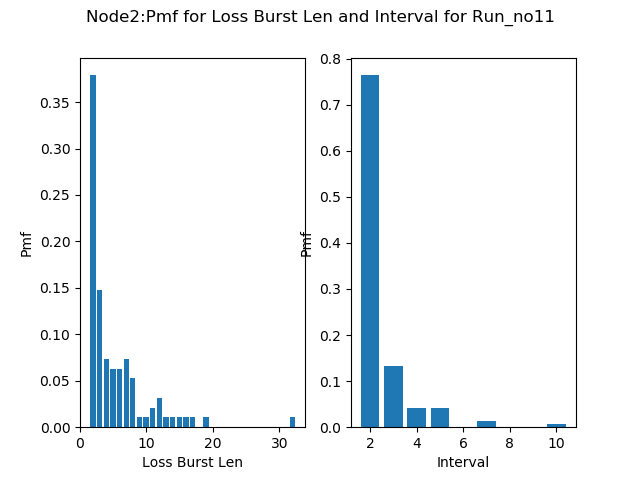 Node2:Pmf for Loss Burst Len and Interval for Run_no11
Pmf
0.35
0.30
0.25
0.20
0.15
0.10
0.05
0.00
0 10 20 30
Loss Burst Len
Pmf
0.8
0.7
0.6
0.5
0.4
0.3
0.2
0.1
0.0
2 4 6 8 10
Interval